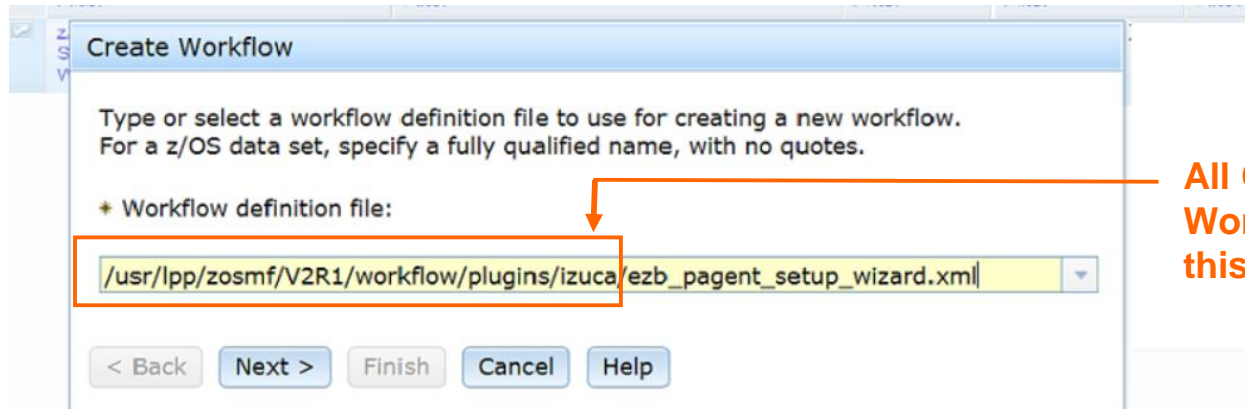 Create Workflow
Type or select a workflow definition file to use for creating a new workflow.
For a z/OS data set, specify a fully qualified name, with no quotes.
* Workflow definition file:
/usr/lpp/zosmf/V2R1/workflow/plugins/izuca/ezb_pagent_setup_wizard.xml
< Back Next > Finish Cancel Help
All
this